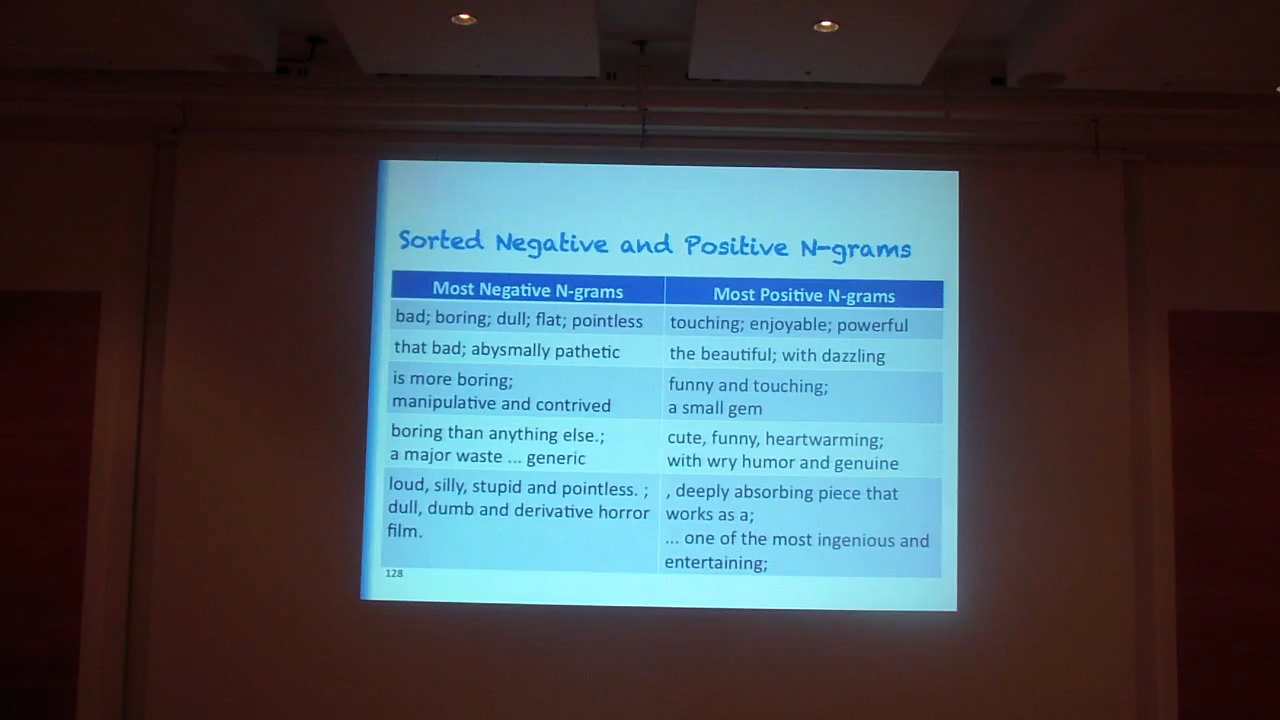 Sorted Negative and Positive N-grams
Most Negative N-grams
Most Positive N-grams
bad; boring; dull; flat; pointless
touching; enjoyable; powerful
that bad; abysmally pathetic
the beautiful; with dazzling
is more boring;
manipulative and contrived
funny and touching;
a small gem
boring than anything else.;
a major waste ... generic
cute, funny, heartwarming;
with wry humor and genuine
loud, silly, stupid and pointless. ;
dull, dumb and derivative horror
film.
, deeply absorbing piece that
works as a;
... one of the most ingenious and
entertaining;
128